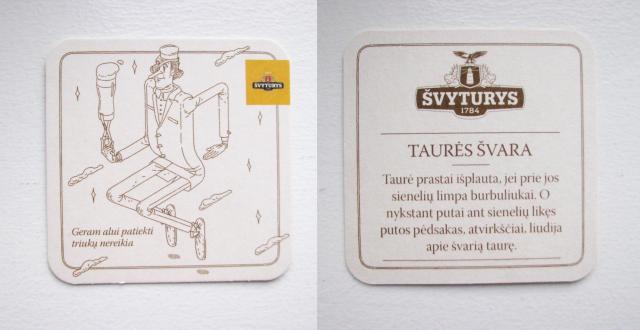 ŠVYTURYS
Geram alui patiekti
triukų nereikia
ŠVYTURYS
1784
TAURĖS ŠVARA
Taurė prastai išplauta, jei prie jos
sienelių limpa burbuliukai. O
nykstant putai ant sienelių likęs
putos pėdsakas, atvirkščiai, liudija
apie švarią taurę.